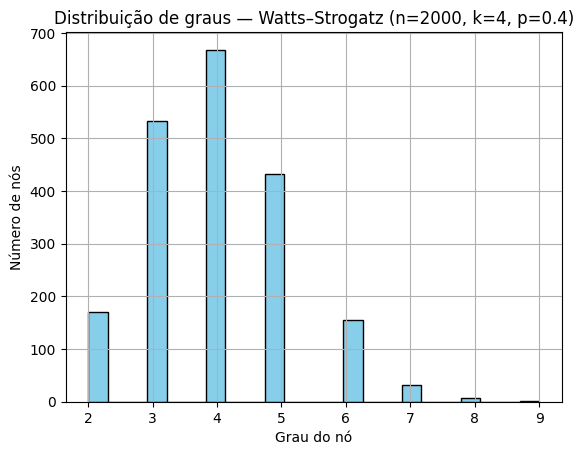 Distribuição de graus — Watts–Strogatz (n=2000, k=4, p=0.4)
700
600
500
400
300
200
100
0
Número de nós
2 3 4 5 6 7 8 9
Grau do nó